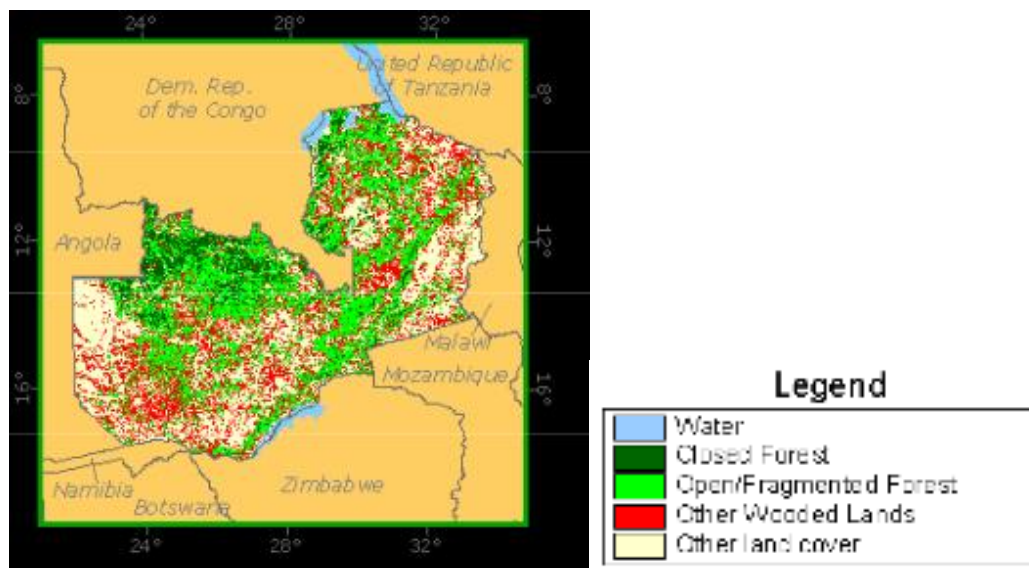 24° 28° 32°
United Republic
of Tanzania
Dem. Rep.
of the Congo
8° 8°
Angola
12° 12°
Malawi
Mozambique
16° 16°
Zimbabwe
Namibia
Botswana
24° 28° 32°
Legend
Water
Closed Forest
Open/Fragmented Forest
Other Wooded Lands
Other land cover